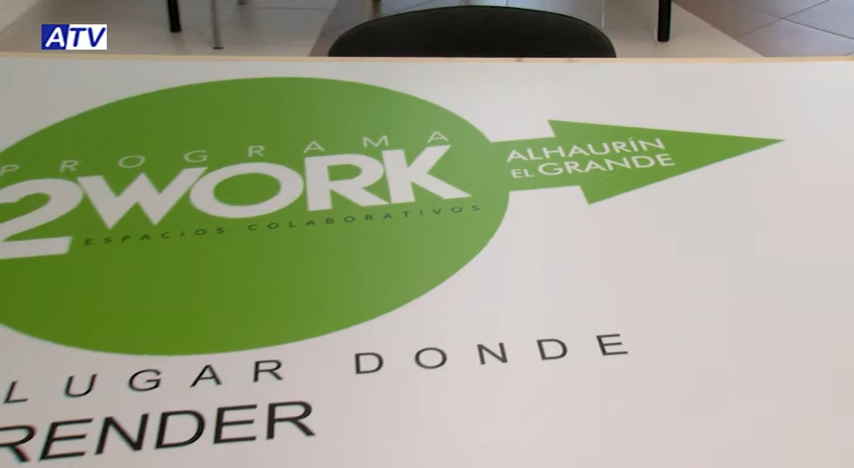 ATV
PROGRAMA
2WORK
ESPACIOS COLABORATIVOS
ALHAURÍN
EL GRANDE
LUGAR DONDE
RENDER